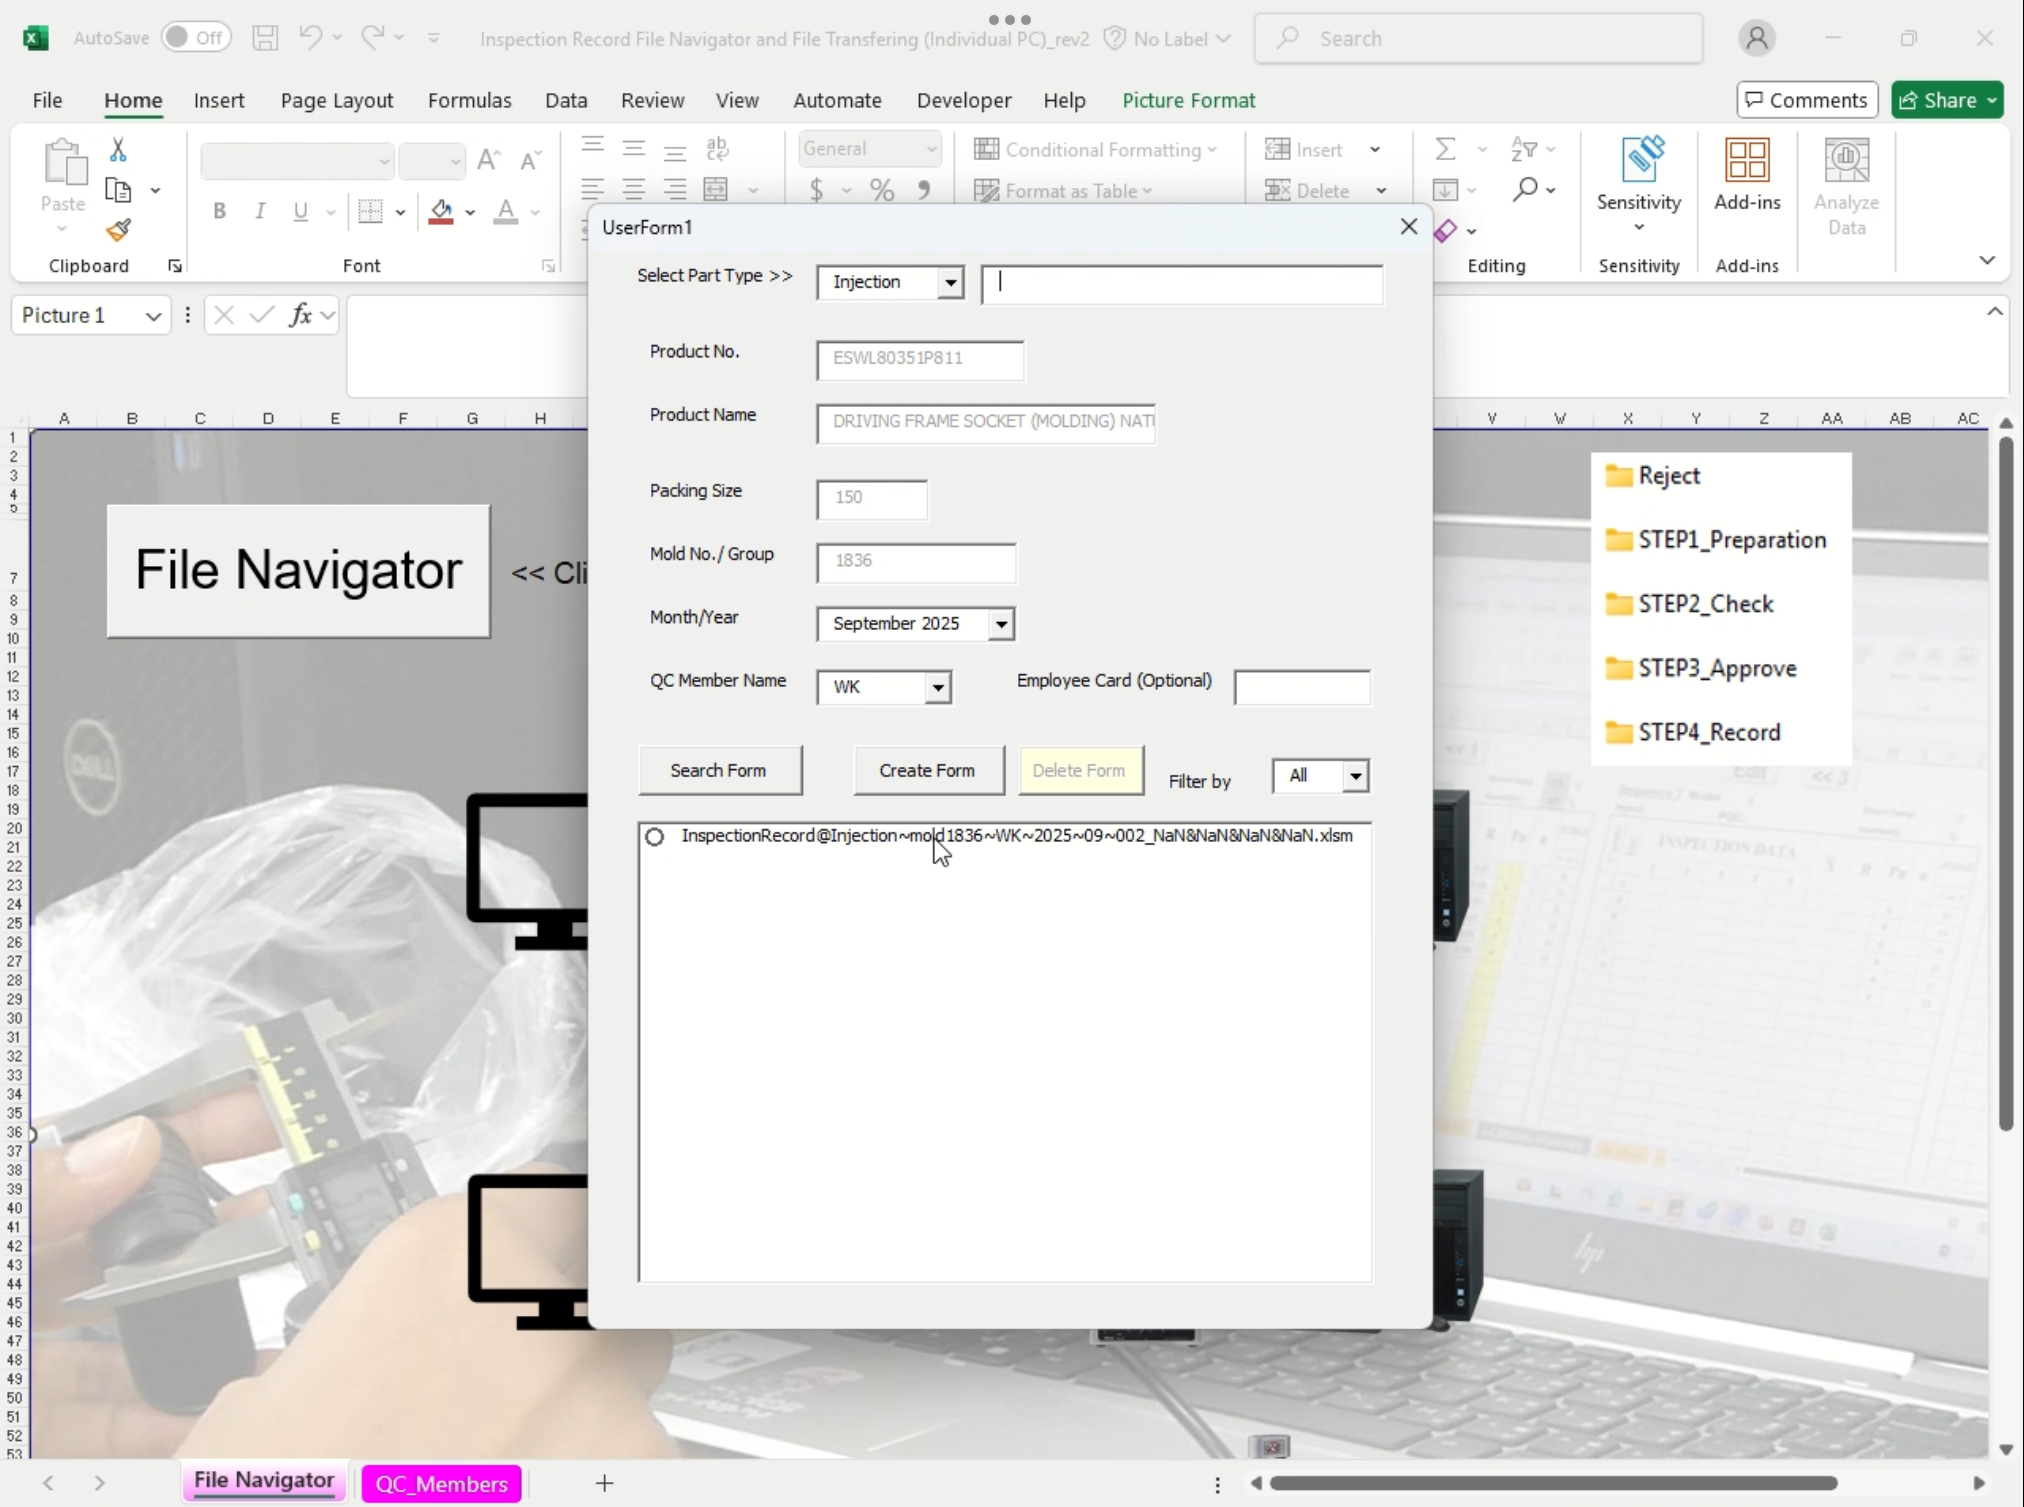 AutoSave Off Inspection Record File Navigator and File Transfering (Individual PC)_rev2 No Label Search
File Home Insert Page Layout Formulas Data Review View Automate Developer Help Picture Format Comments Share
Paste
Clipboard
B I U A
Font
General
$ %
Conditional Formatting
Format as Table
Insert
Delete
Editing
Sensitivity
Sensitivity
Add-ins
Add-ins
Analyze
Data
Picture 1 fx
A B C D E F G H V W X Y Z AA AB AC
1
2
3
4
5
7
8
9
10
11
12
13
14
15
16
17
18
19
20
21
22
23
24
25
26
27
28
29
30
31
32
33
34
35
36
37
38
39
40
41
42
43
44
45
46
47
48
49
50
51
52
53
File Navigator << Cli
DELL
UserForm1
Select Part Type >> Injection
Product No. ESWL80351P811
Product Name DRIVING FRAME SOCKET (MOLDING) NATU
Packing Size 150
Mold No./ Group 1836
Month/Year September 2025
QC Member Name WK Employee Card (Optional)
Search Form Create Form Delete Form Filter by All
InspectionRecord@Injection~mold1836~WK~2025~09~002_NaN&NaN&NaN&NaN.xlsm
Reject
STEP1_Preparation
STEP2_Check
STEP3_Approve
STEP4_Record
<< 1
Edit << 3
INSPECTION DATA
hp
File Navigator QC_Members